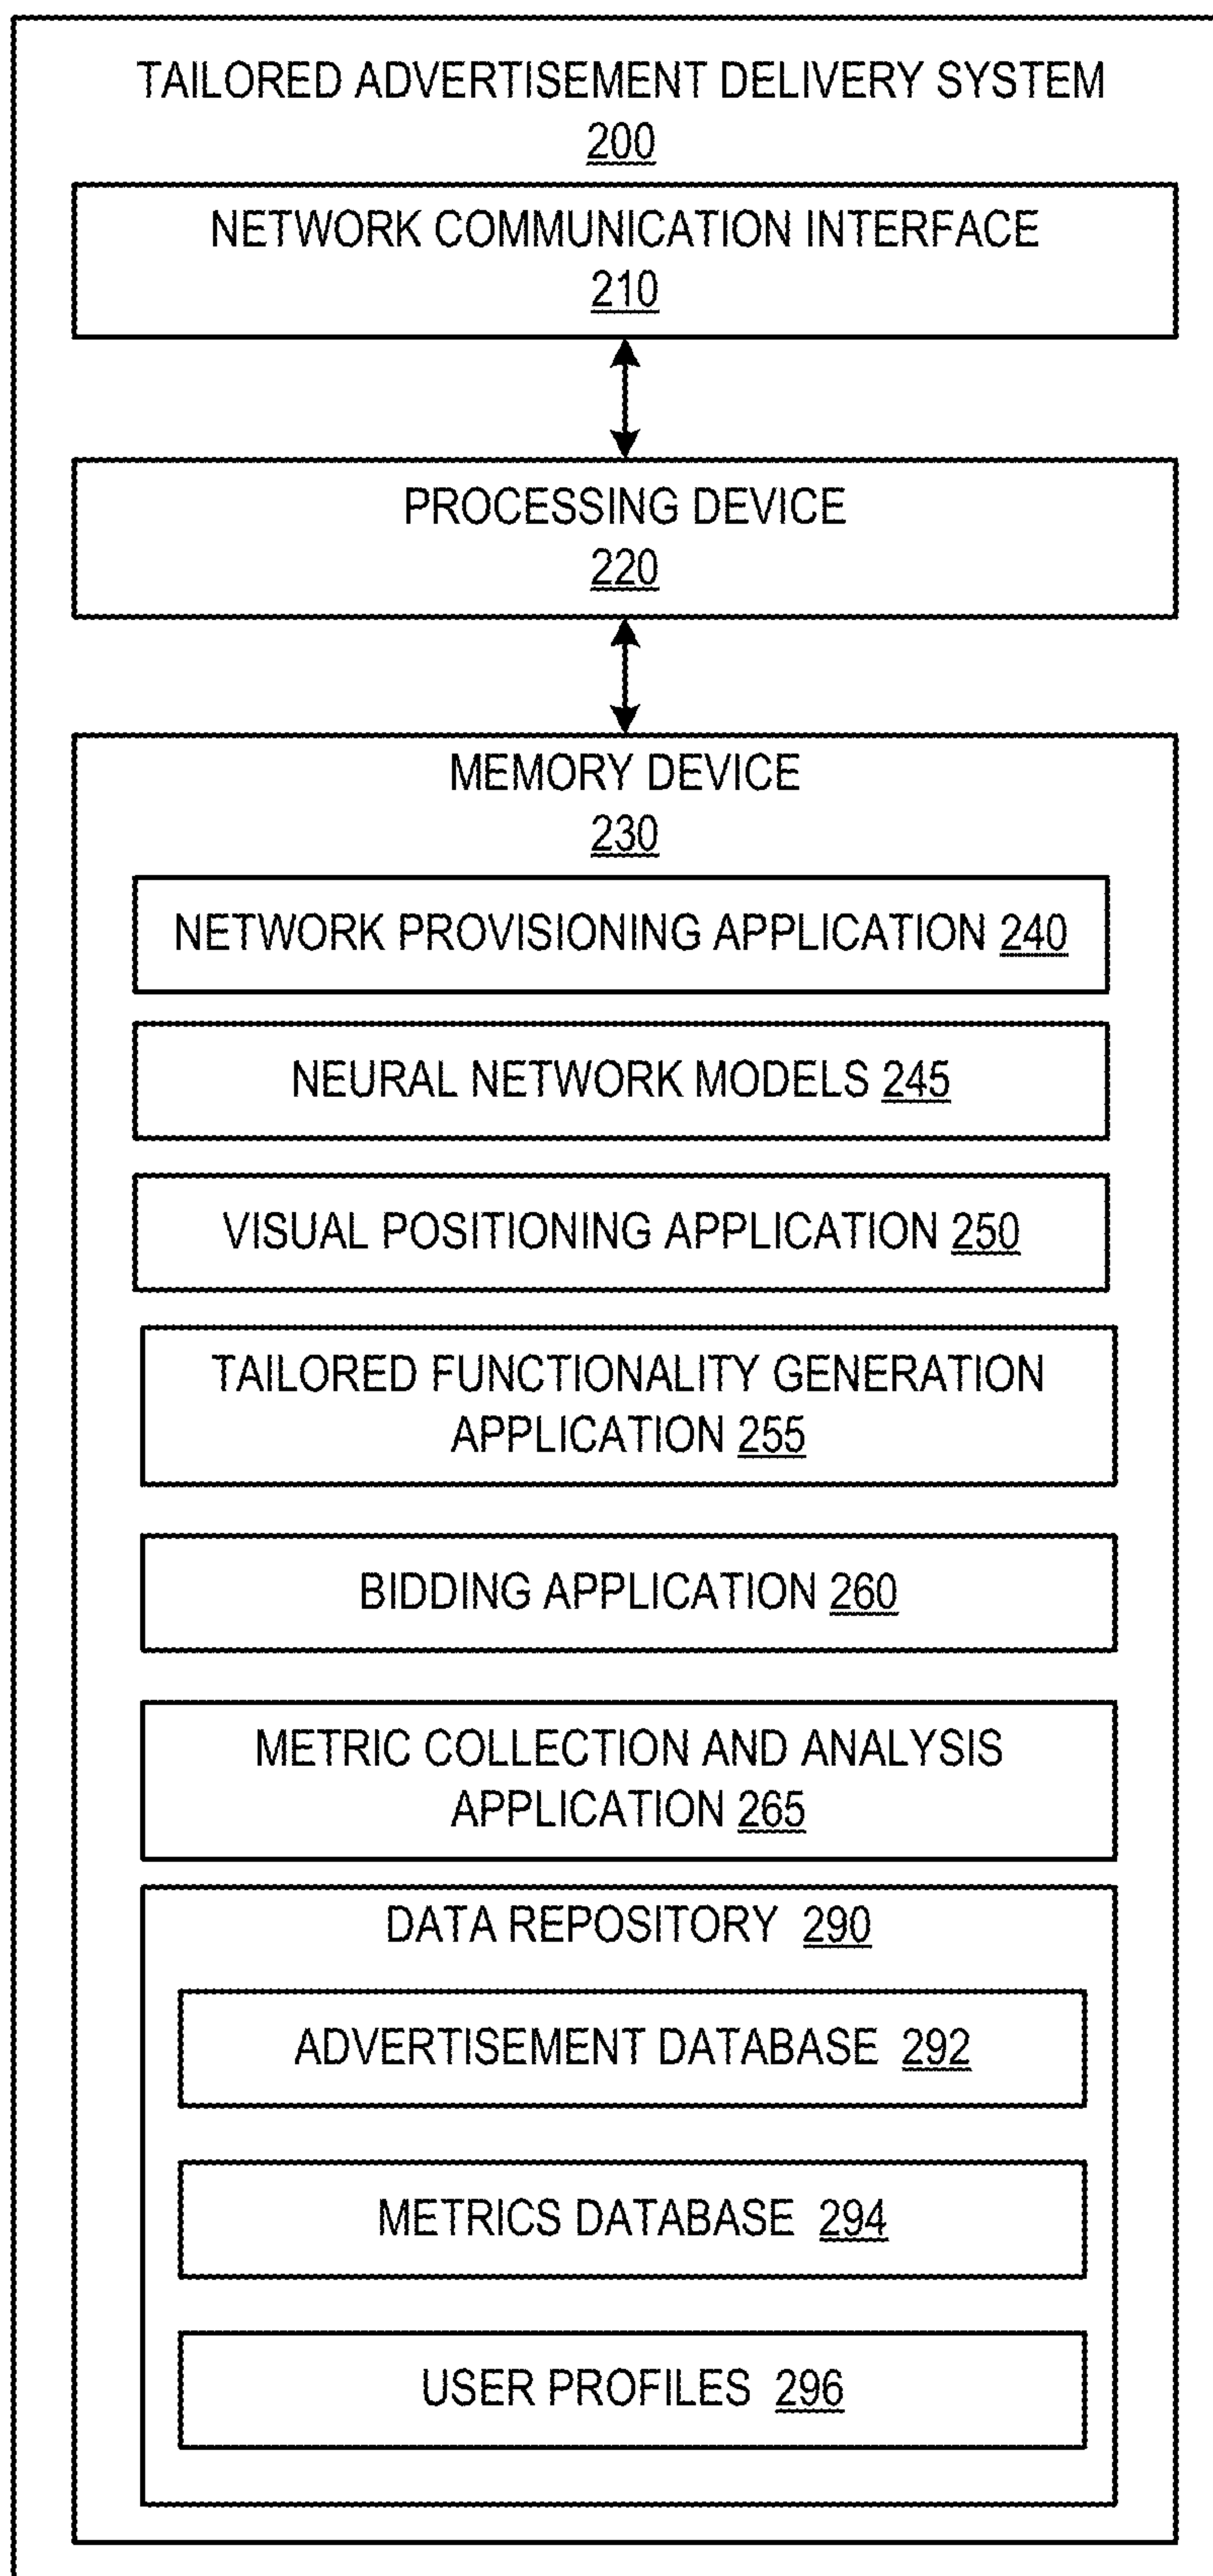 TAILORED ADVERTISEMENT DELIVERY SYSTEM
200
NETWORK COMMUNICATION INTERFACE
210
PROCESSING DEVICE
220
MEMORY DEVICE
230
NETWORK PROVISIONING APPLICATION 240
NEURAL NETWORK MODELS 245
VISUAL POSITIONING APPLICATION 250
TAILORED FUNCTIONALITY GENERATION
APPLICATION 255
BIDDING APPLICATION 260
METRIC COLLECTION AND ANALYSIS
APPLICATION 265
DATA REPOSITORY 290
ADVERTISEMENT DATABASE 292
METRICS DATABASE 294
USER PROFILES 296